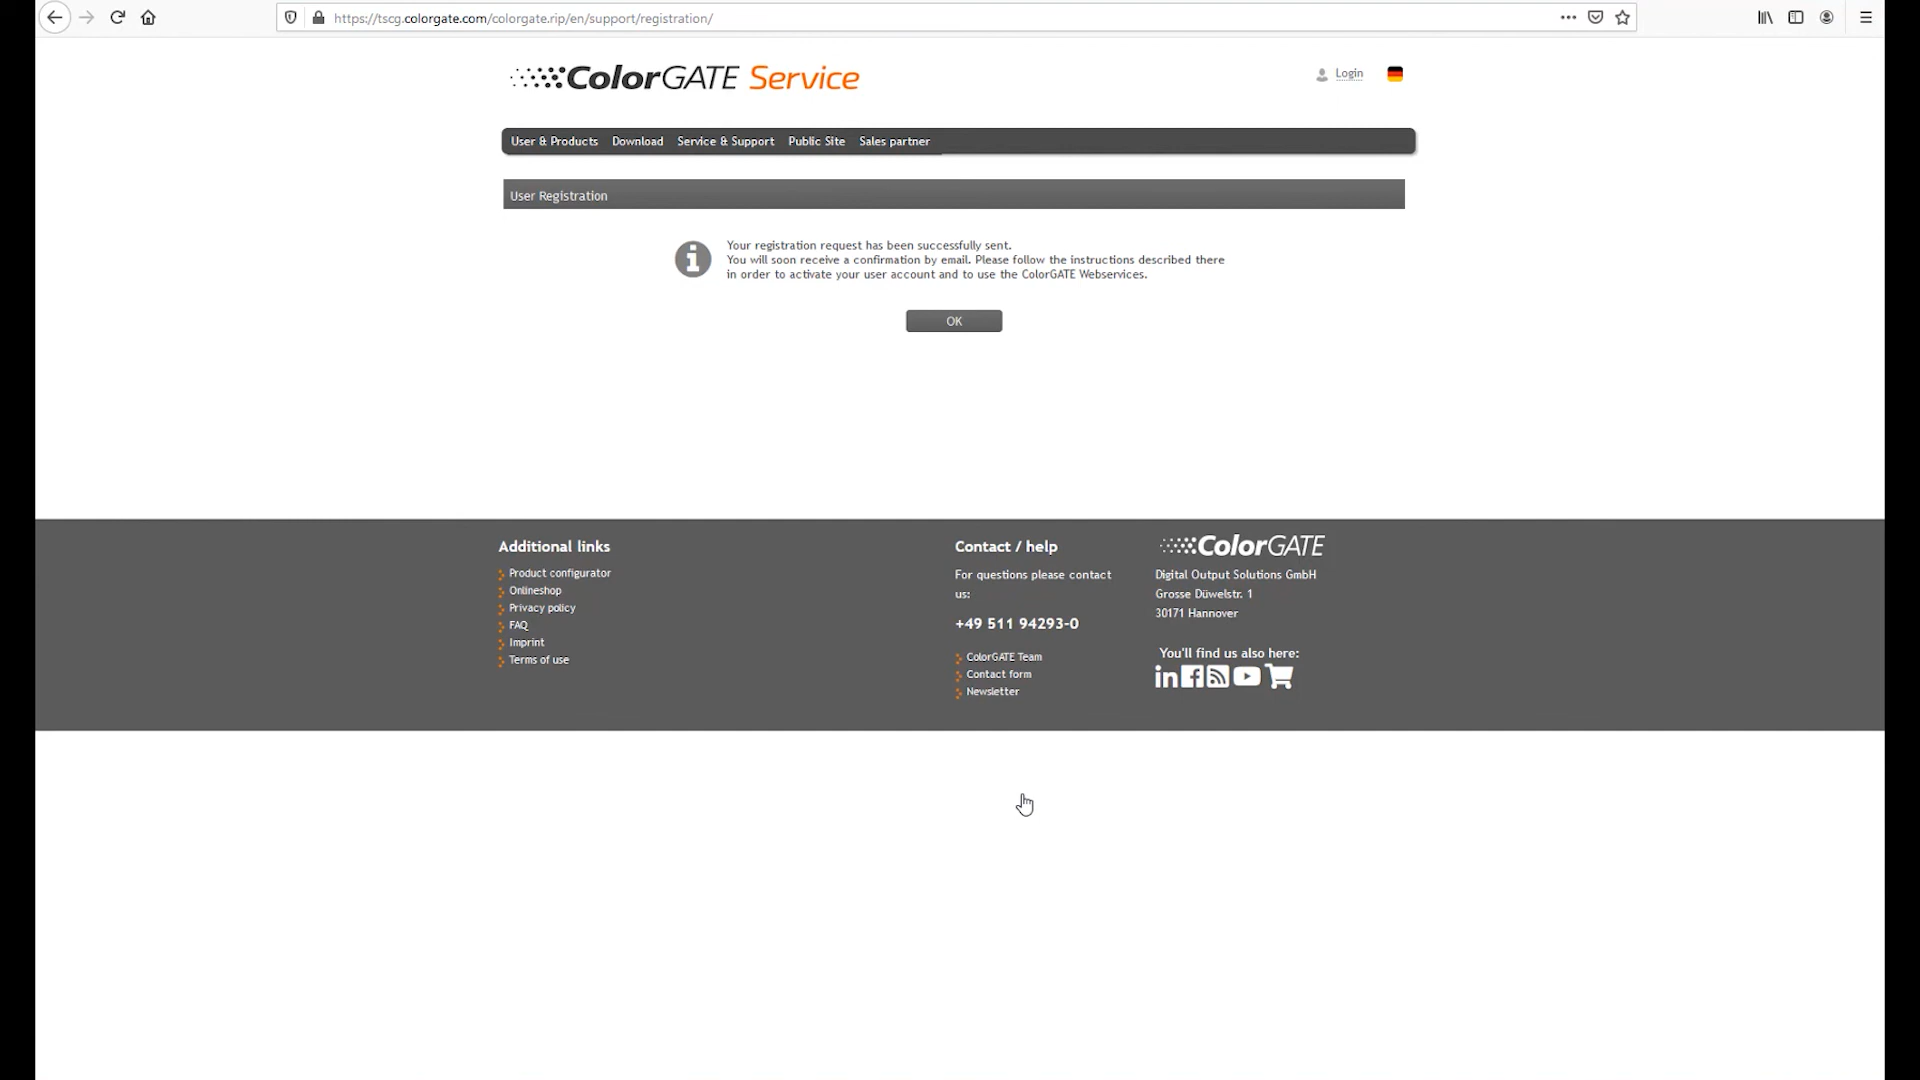 https://tscg.colorgate.com/colorgate.rip/en/support/registration/
ColorGATE Service
Login
User & Products Download Service & Support Public Site Sales partner
User Registration
Your registration request has been successfully sent.
You will soon receive a confirmation by email. Please follow the instructions described there
in order to activate your user account and to use the ColorGATE Webservices.
OK
Additional links
Product configurator
Onlineshop
Privacy policy
FAQ
Imprint
Terms of use
Contact / help
For questions please contact
us:
+49 511 94293-0
ColorGATE Team
Contact form
Newsletter
ColorGATE
Digital Output Solutions GmbH
Grosse Düwelstr. 1
30171 Hannover
You'll find us also here: